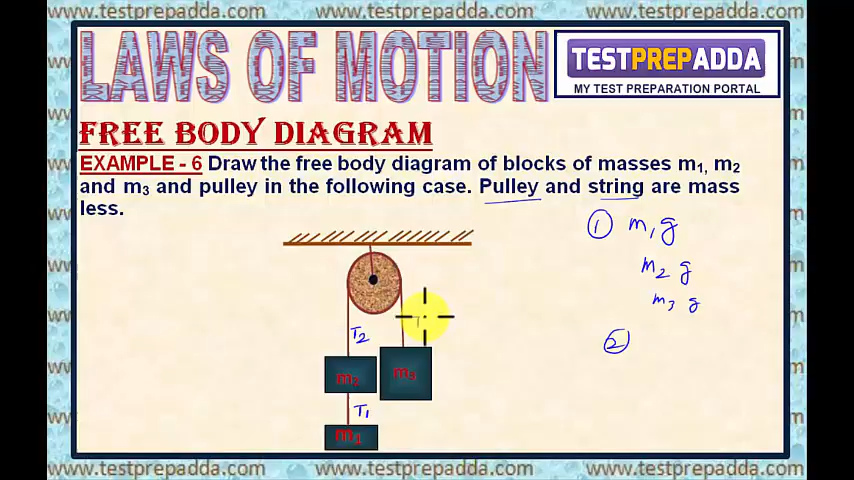 www.testprepadda.com www.testprepadda.com www.testprepadda.com
LAWS OF MOTION
TESTPREPADDA
MY TEST PREPARATION PORTAL
FREE BODY DIAGRAM
EXAMPLE - 6 Draw the free body diagram of blocks of masses m₁, m₂
and m₃ and pulley in the following case. Pulley and string are mass
less.
① m₁g
m₂ g
m₃ g
②
T₂
m₂
m₃
T₁
m₁
www.testprepadda.com www.testprepadda.com www.testprepadda.com